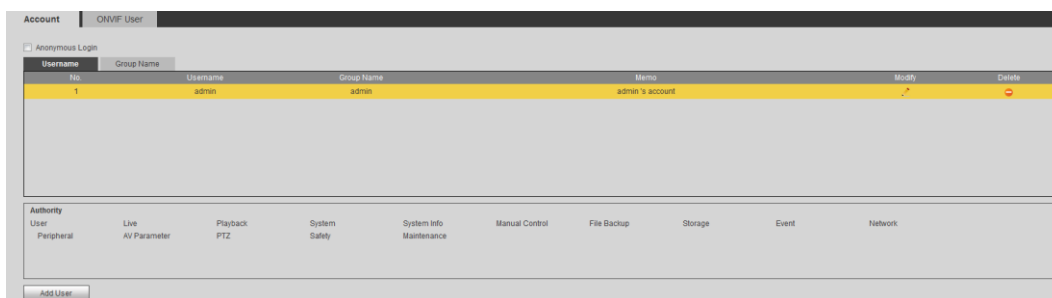 Account ONVIF User
Anonymous Login
Username Group Name
No. Username Group Name Memo Modify Delete
1 admin admin admin 's account
Authority
User Live Playback System System Info Manual Control File Backup Storage Event Network
Peripheral AV Parameter PTZ Safety Maintenance
Add User